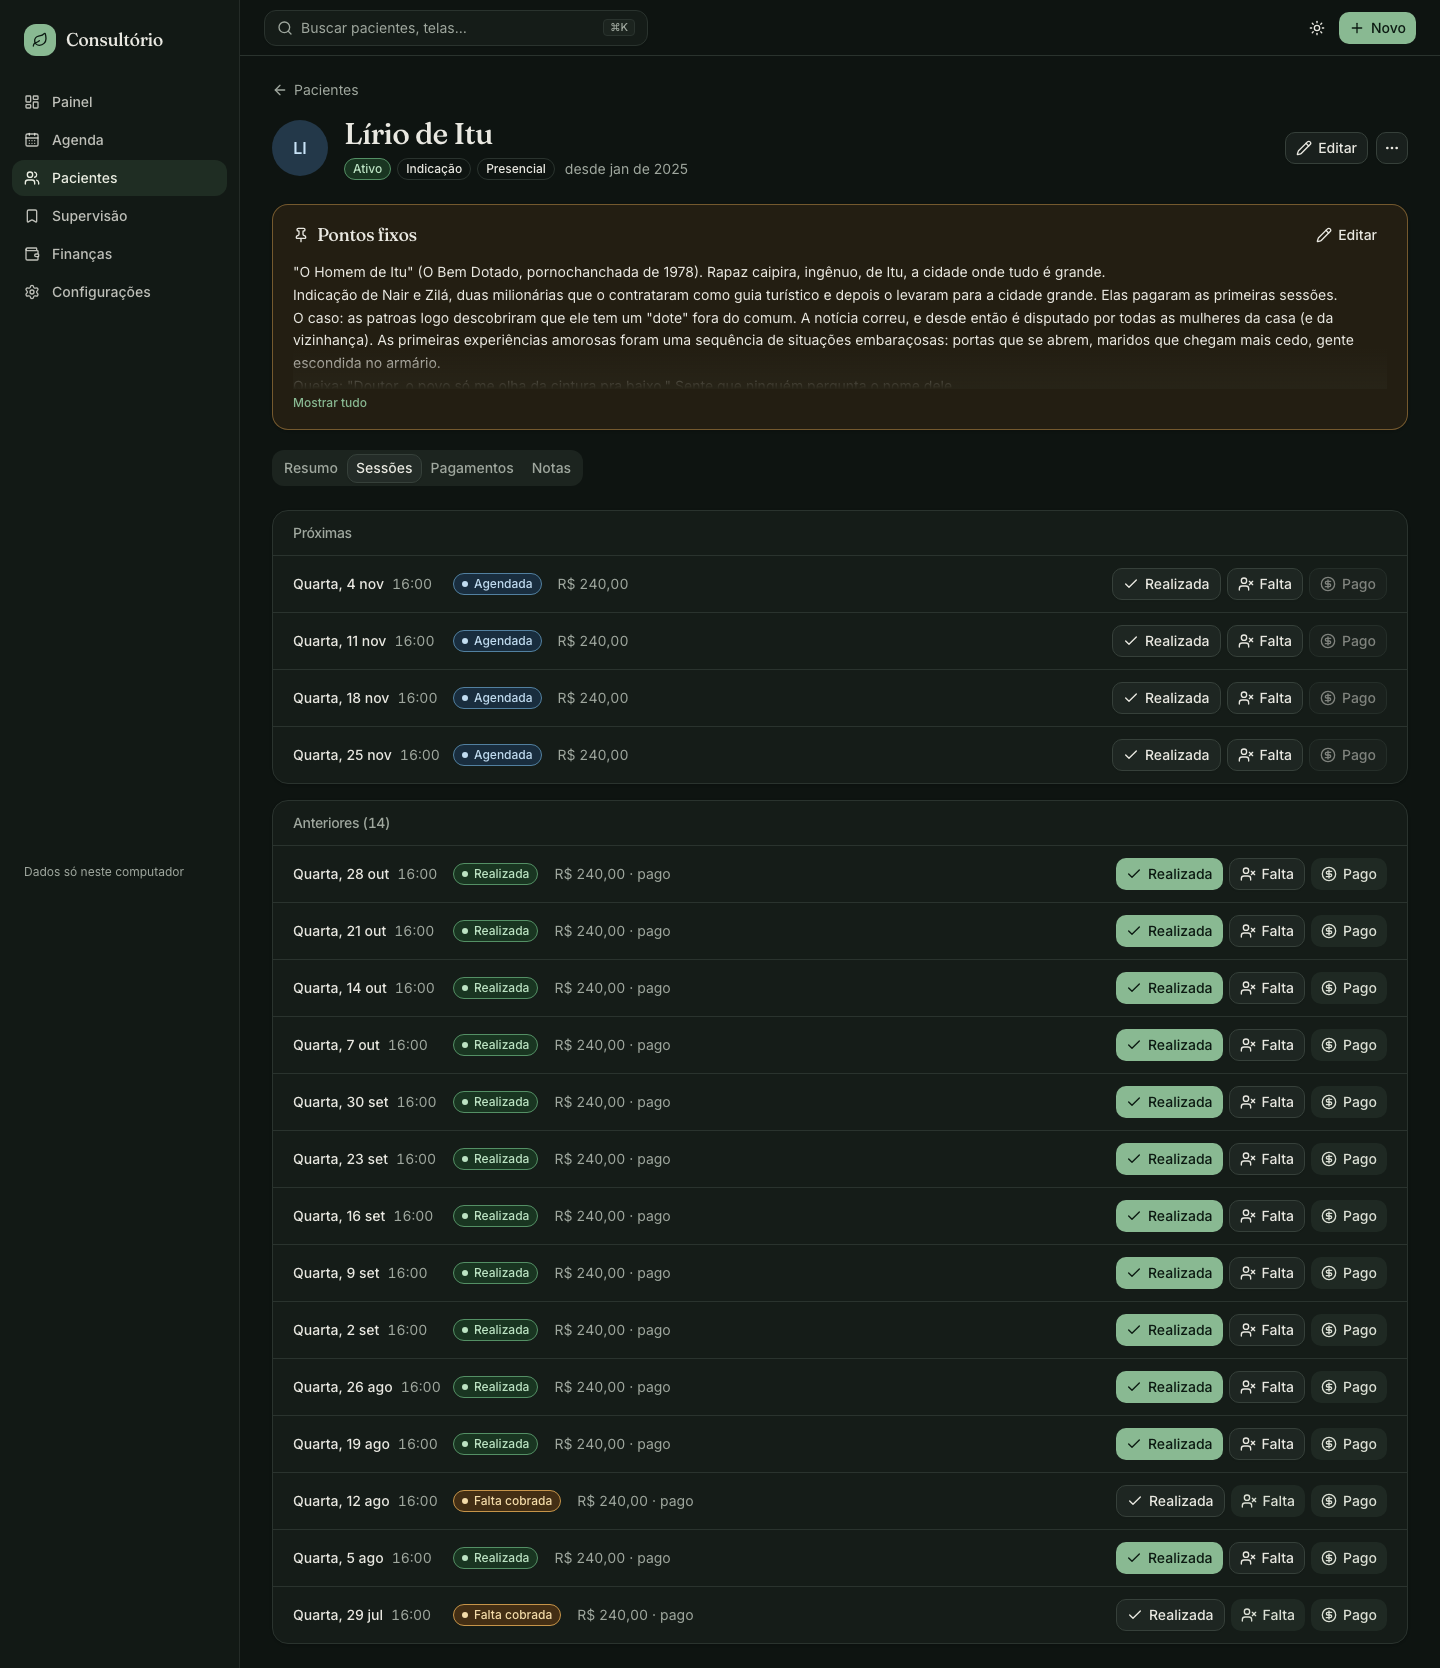 Consultório
Buscar pacientes, telas...
⌘K
Novo
Painel
Agenda
Pacientes
Supervisão
Finanças
Configurações
Dados só neste computador
Pacientes
LI
Lírio de Itu
Ativo Indicação Presencial desde jan de 2025
Editar
Pontos fixos
Editar
"O Homem de Itu" (O Bem Dotado, pornochanchada de 1978). Rapaz caipira, ingênuo, de Itu, a cidade onde tudo é grande.
Indicação de Nair e Zilá, duas milionárias que o contrataram como guia turístico e depois o levaram para a cidade grande. Elas pagaram as primeiras sessões.
O caso: as patroas logo descobriram que ele tem um "dote" fora do comum. A notícia correu, e desde então é disputado por todas as mulheres da casa (e da
vizinhança). As primeiras experiências amorosas foram uma sequência de situações embaraçosas: portas que se abrem, maridos que chegam mais cedo, gente
escondida no armário.
Queixa: "Doutor, o povo só me olha da cintura pra baixo." Sente que ninguém pergunta o nome dele.
Mostrar tudo
Resumo Sessões Pagamentos Notas
Próximas
Quarta, 4 nov 16:00 Agendada R$ 240,00 Realizada Falta Pago
Quarta, 11 nov 16:00 Agendada R$ 240,00 Realizada Falta Pago
Quarta, 18 nov 16:00 Agendada R$ 240,00 Realizada Falta Pago
Quarta, 25 nov 16:00 Agendada R$ 240,00 Realizada Falta Pago
Anteriores (14)
Quarta, 28 out 16:00 Realizada R$ 240,00 · pago Realizada Falta Pago
Quarta, 21 out 16:00 Realizada R$ 240,00 · pago Realizada Falta Pago
Quarta, 14 out 16:00 Realizada R$ 240,00 · pago Realizada Falta Pago
Quarta, 7 out 16:00 Realizada R$ 240,00 · pago Realizada Falta Pago
Quarta, 30 set 16:00 Realizada R$ 240,00 · pago Realizada Falta Pago
Quarta, 23 set 16:00 Realizada R$ 240,00 · pago Realizada Falta Pago
Quarta, 16 set 16:00 Realizada R$ 240,00 · pago Realizada Falta Pago
Quarta, 9 set 16:00 Realizada R$ 240,00 · pago Realizada Falta Pago
Quarta, 2 set 16:00 Realizada R$ 240,00 · pago Realizada Falta Pago
Quarta, 26 ago 16:00 Realizada R$ 240,00 · pago Realizada Falta Pago
Quarta, 19 ago 16:00 Realizada R$ 240,00 · pago Realizada Falta Pago
Quarta, 12 ago 16:00 Falta cobrada R$ 240,00 · pago Realizada Falta Pago
Quarta, 5 ago 16:00 Realizada R$ 240,00 · pago Realizada Falta Pago
Quarta, 29 jul 16:00 Falta cobrada R$ 240,00 · pago Realizada Falta Pago